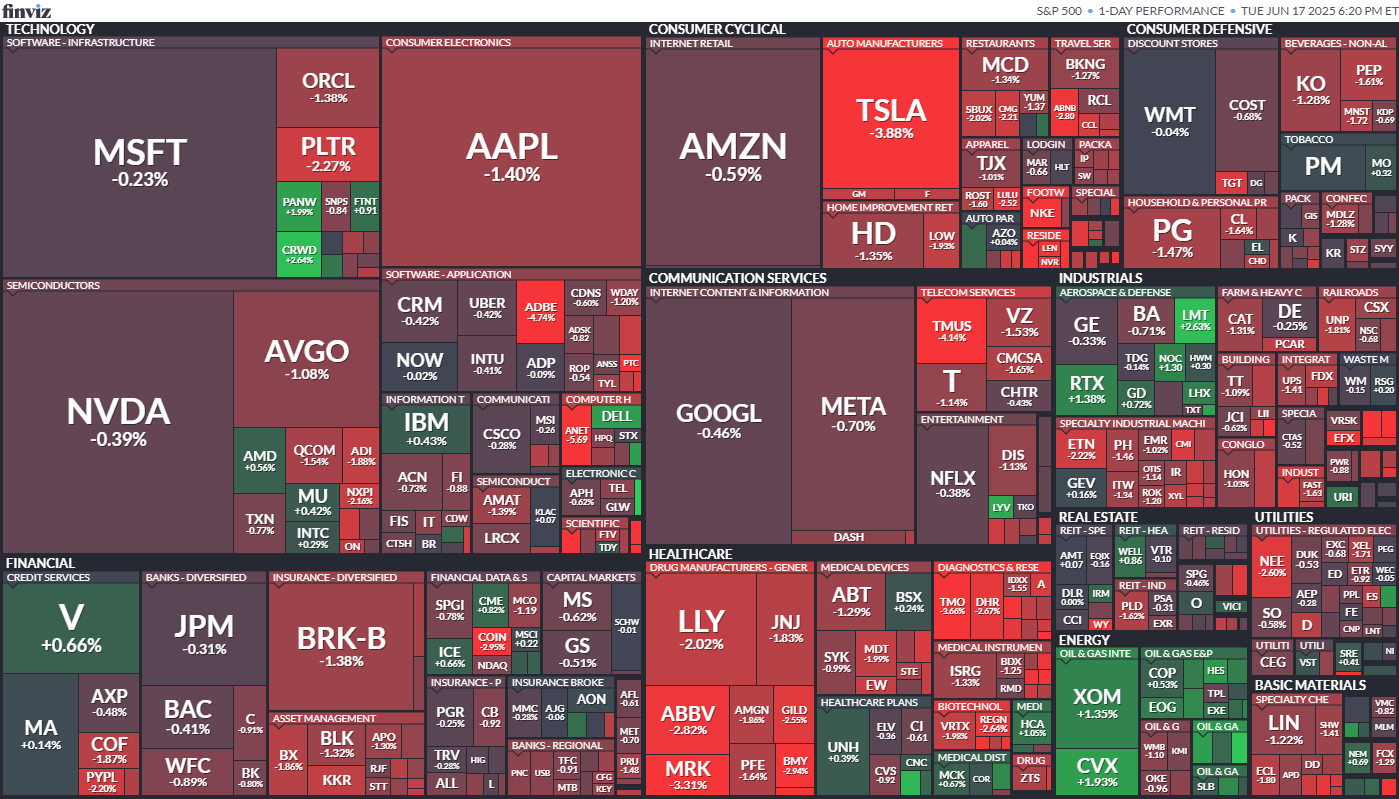 finviz
S&P 500 • 1-DAY PERFORMANCE • TUE JUN 17 2025 6:20 PM ET
TECHNOLOGY
SOFTWARE - INFRASTRUCTURE
MSFT
-0.23%
ORCL
-1.38%
PLTR
-2.27%
PANW
+1.99%
SNPS
-0.84
FTNT
+0.91
CRWD
+2.64%
CONSUMER ELECTRONICS
AAPL
-1.40%
SEMICONDUCTORS
NVDA
-0.39%
AVGO
-1.08%
AMD
+0.56%
QCOM
-1.54%
ADI
-1.88%
TXN
-0.77%
MU
+0.42%
NXPI
-2.16%
INTC
+0.29%
ON
SOFTWARE - APPLICATION
CRM
-0.42%
UBER
-0.42%
ADBE
-4.74%
CDNS
-0.60%
WDAY
-1.20%
NOW
-0.02%
INTU
-0.41%
ADP
-0.09%
ADSK
-0.82
ROP
-0.54
ANSS
PTC
TYL
INFORMATION T
IBM
+0.43%
ACN
-0.73%
FI
-0.88
FIS
IT
CDW
CTSH
BR
COMMUNICATI
CSCO
-0.28%
MSI
-0.26
COMPUTER H
ANET
-5.69
DELL
HPQ
STX
SEMICONDUCT
AMAT
-1.39%
KLAC
+0.07
LRCX
ELECTRONIC C
APH
-0.62%
TEL
GLW
SCIENTIFIC
FTV
TDY
CONSUMER CYCLICAL
INTERNET RETAIL
AMZN
-0.59%
AUTO MANUFACTURERS
TSLA
-3.88%
GM
F
HOME IMPROVEMENT RET
HD
-1.35%
LOW
-1.93%
RESTAURANTS
MCD
-1.34%
SBUX
-2.02%
CMG
-2.21
YUM
-1.37
TRAVEL SER
BKNG
-1.27%
ABNB
-2.80
RCL
CCL
APPAREL
TJX
-1.01%
ROST
-1.60
LULU
-2.52
LODGIN
MAR
-0.66
HLT
PACKA
IP
SW
FOOTW
NKE
SPECIAL
AUTO PAR
AZO
+0.04%
RESIDE
LEN
NVR
CONSUMER DEFENSIVE
DISCOUNT STORES
WMT
-0.04%
COST
-0.68%
TGT
DG
BEVERAGES - NON-AL
KO
-1.28%
PEP
-1.61%
MNST
-1.72
KDP
-0.69
TOBACCO
PM
MO
+0.32
HOUSEHOLD & PERSONAL PR
PG
-1.47%
CL
-1.64%
EL
CHD
PACK
GIS
K
CONFEC
MDLZ
-1.28%
KR
STZ
SYY
COMMUNICATION SERVICES
INTERNET CONTENT & INFORMATION
GOOGL
-0.46%
META
-0.70%
DASH
TELECOM SERVICES
TMUS
-4.14%
VZ
-1.53%
CMCSA
-1.65%
T
-1.14%
CHTR
-0.43%
ENTERTAINMENT
NFLX
-0.38%
DIS
-1.13%
LYV
TKO
INDUSTRIALS
AEROSPACE & DEFENSE
GE
-0.33%
BA
-0.71%
LMT
+2.63%
RTX
+1.38%
TDG
-0.14%
NOC
+1.30
HWM
+0.30
GD
+0.72%
LHX
TXT
FARM & HEAVY C
CAT
-1.31%
DE
-0.25%
PCAR
RAILROADS
UNP
-1.81%
CSX
NSC
-0.68
BUILDING
TT
-1.09%
JCI
-0.62%
LII
INTEGRAT
UPS
-1.41
FDX
WASTE M
WM
-0.15
RSG
+0.20
SPECIALTY INDUSTRIAL MACHI
ETN
-2.22%
PH
-1.46
EMR
-1.02%
CMI
GEV
+0.16%
ITW
-1.34
OTIS
-1.14
IR
ROK
-1.20
XYL
SPECIA
CTAS
-0.52
VRSK
EFX
CONGLO
HON
-1.03%
INDUST
FAST
-1.63
PWR
-0.88
URI
FINANCIAL
CREDIT SERVICES
V
+0.66%
MA
+0.14%
AXP
-0.48%
COF
-1.87%
PYPL
-2.20%
BANKS - DIVERSIFIED
JPM
-0.31%
BAC
-0.41%
C
-0.91%
WFC
-0.89%
BK
-0.80%
INSURANCE - DIVERSIFIED
BRK-B
-1.38%
ASSET MANAGEMENT
BX
-1.86%
BLK
-1.32%
APO
-1.30%
KKR
RJF
STT
FINANCIAL DATA & S
SPGI
-0.78%
CME
+0.82%
MCO
-1.19
COIN
-2.95%
MSCI
+0.22
ICE
+0.66%
NDAQ
CAPITAL MARKETS
MS
-0.62%
SCHW
-0.01
GS
-0.51%
INSURANCE - P
PGR
-0.25%
CB
-0.92
TRV
-0.28%
HIG
ALL
L
INSURANCE BROKE
MMC
-0.28%
AJG
-0.06
AON
AFL
-0.61
MET
-0.70
PRU
-1.48
BANKS - REGIONAL
PNC
USB
TFC
-0.91
MTB
CFG
KEY
HEALTHCARE
DRUG MANUFACTURERS - GENER
LLY
-2.02%
JNJ
-1.83%
ABBV
-2.82%
AMGN
-1.86%
GILD
-2.55%
MRK
-3.31%
PFE
-1.64%
BMY
-2.94%
MEDICAL DEVICES
ABT
-1.29%
BSX
+0.24%
SYK
-0.99%
MDT
-1.99%
EW
STE
HEALTHCARE PLANS
UNH
+0.39%
ELV
-0.36
CI
-0.61
CVS
-0.92
CNC
DIAGNOSTICS & RESE
TMO
-3.66%
DHR
-2.67%
IDXX
-1.55
A
MEDICAL INSTRUMEN
ISRG
-1.33%
BDX
-1.25
RMD
BIOTECHNOL
VRTX
-1.98%
REGN
-2.64%
MEDI
HCA
+1.05%
MEDICAL DIST
MCK
+0.67%
COR
DRUG
ZTS
REAL ESTATE
REIT - SPE
AMT
+0.07
EQIX
-0.16
DLR
0.00%
IRM
CCI
WY
REIT - HEA
WELL
+0.86
VTR
-0.10
REIT - RESID
REIT - IND
PLD
-1.62%
PSA
-0.31
EXR
SPG
-0.46%
O
VICI
UTILITIES
UTILITIES - REGULATED ELEC
NEE
-2.60%
DUK
-0.53
EXC
-0.68
XEL
-1.71
PEG
ED
ETR
-0.92
WEC
-0.05
SO
-0.58%
AEP
-0.28
PPL
ES
D
FE
CNP
LNT
UTILITI
CEG
UTILI
VST
SRE
+0.41
NI
ENERGY
OIL & GAS INTE
XOM
+1.35%
CVX
+1.93%
OIL & GAS E&P
COP
+0.53%
HES
EOG
TPL
EXE
OIL & G
WMB
-1.10
KMI
OKE
-0.96
OIL & GA
OIL & GA
SLB
BASIC MATERIALS
SPECIALTY CHE
LIN
-1.22%
SHW
-1.41
ECL
-1.80
APD
DD
VMC
-0.82
MLM
NEM
+0.69
FCX
-1.29